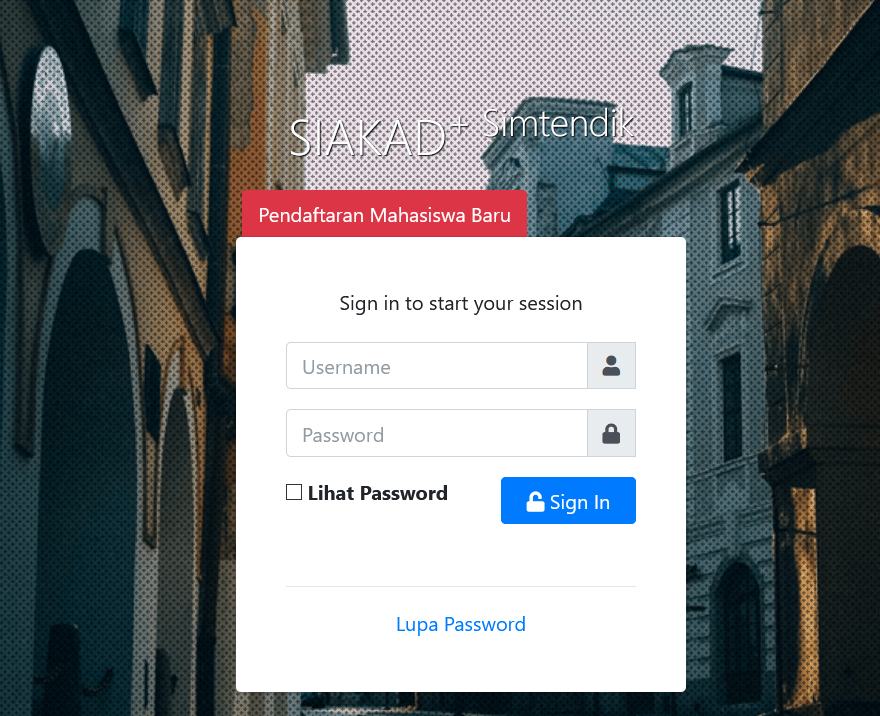 SIAKAD+ Simtendik
Pendaftaran Mahasiswa Baru
Sign in to start your session
Username
Password
Lihat Password
Sign In
Lupa Password